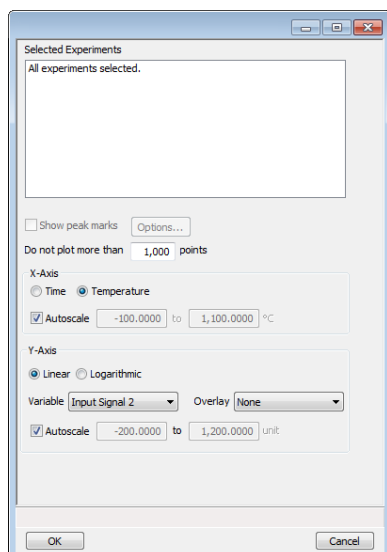 Selected Experiments
All experiments selected.
Show peak marks Options...
Do not plot more than 1,000 points
X-Axis
Time Temperature
Autoscale -100.0000 to 1,100.0000 °C
Y-Axis
Linear Logarithmic
Variable Input Signal 2 Overlay None
Autoscale -200.0000 to 1,200.0000 unit
OK Cancel